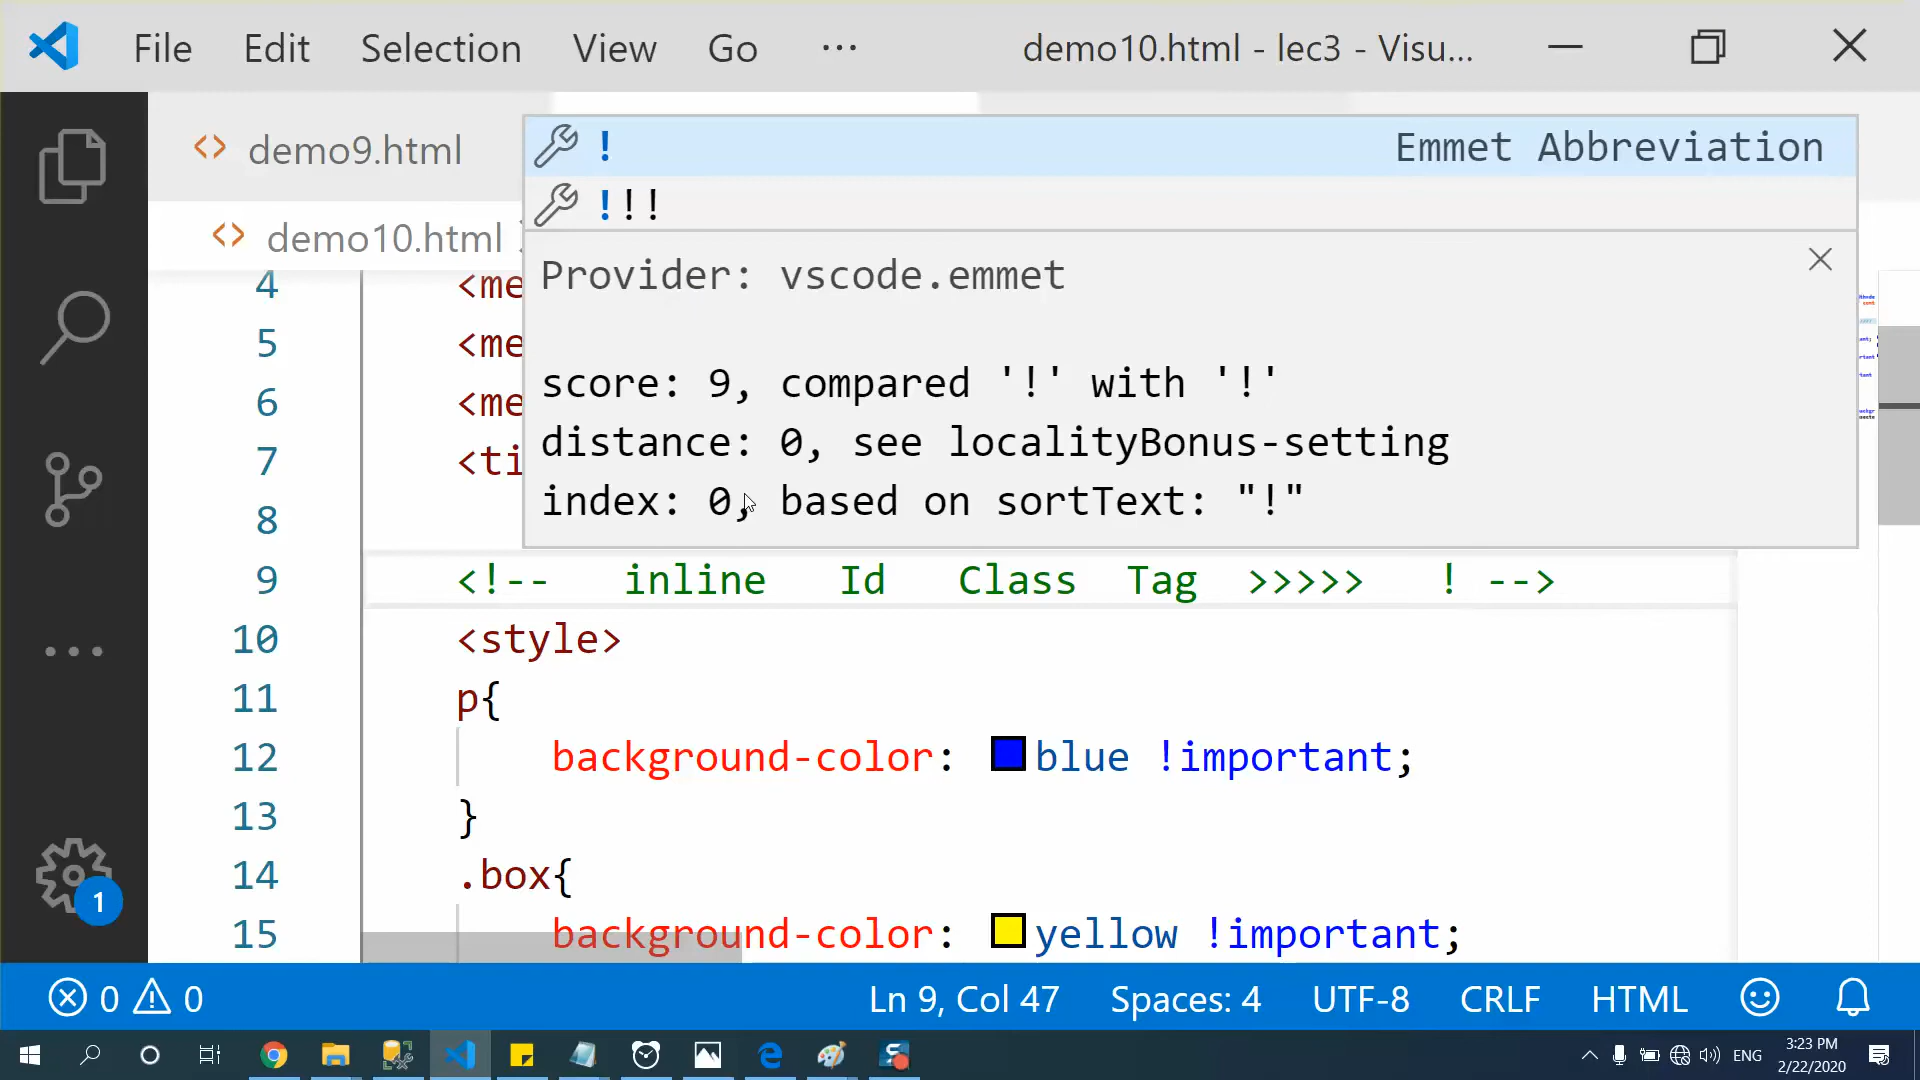 File Edit Selection View Go ··· demo10.html - lec3 - Visu...
demo9.html
! Emmet Abbreviation
!!!
demo10.html
Provider: vscode.emmet
score: 9, compared '!' with '!'
distance: 0, see localityBonus-setting
index: 0, based on sortText: "!"
4 <me
5 <me
6 <me
7 <ti
8
9 <!-- inline Id Class Tag >>>>> ! -->
10 <style>
11 p{
12 background-color: blue !important;
13 }
14 .box{
15 background-color: yellow !important;
1
0 0 Ln 9, Col 47 Spaces: 4 UTF-8 CRLF HTML
ENG 3:23 PM
2/22/2020